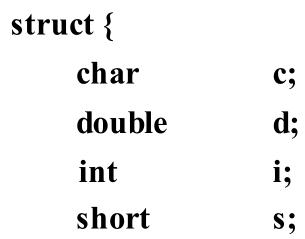 struct {
char c;
double d;
int i;
short s;